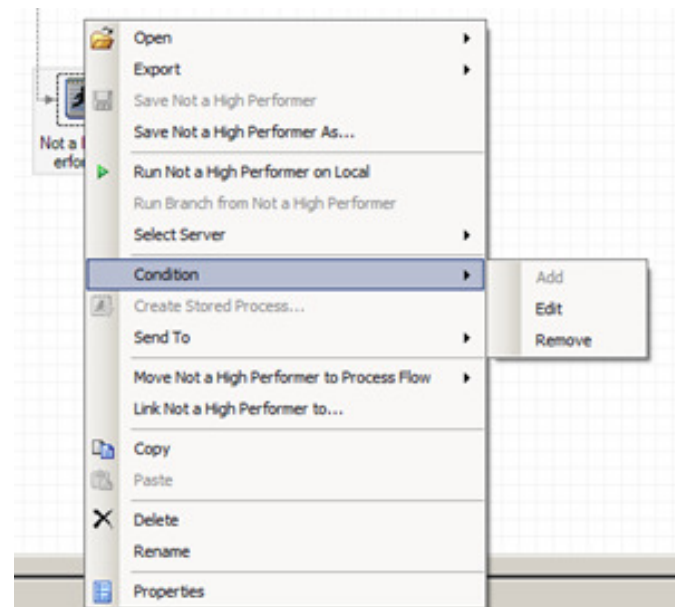 Open
Export
Save Not a High Performer
Save Not a High Performer As...
Not a
erfo
Run Not a High Performer on Local
Run Branch from Not a High Performer
Select Server
Condition
Add
Create Stored Process...
Edit
Send To
Remove
Move Not a High Performer to Process Flow
Link Not a High Performer to...
Copy
Paste
Delete
Rename
Properties